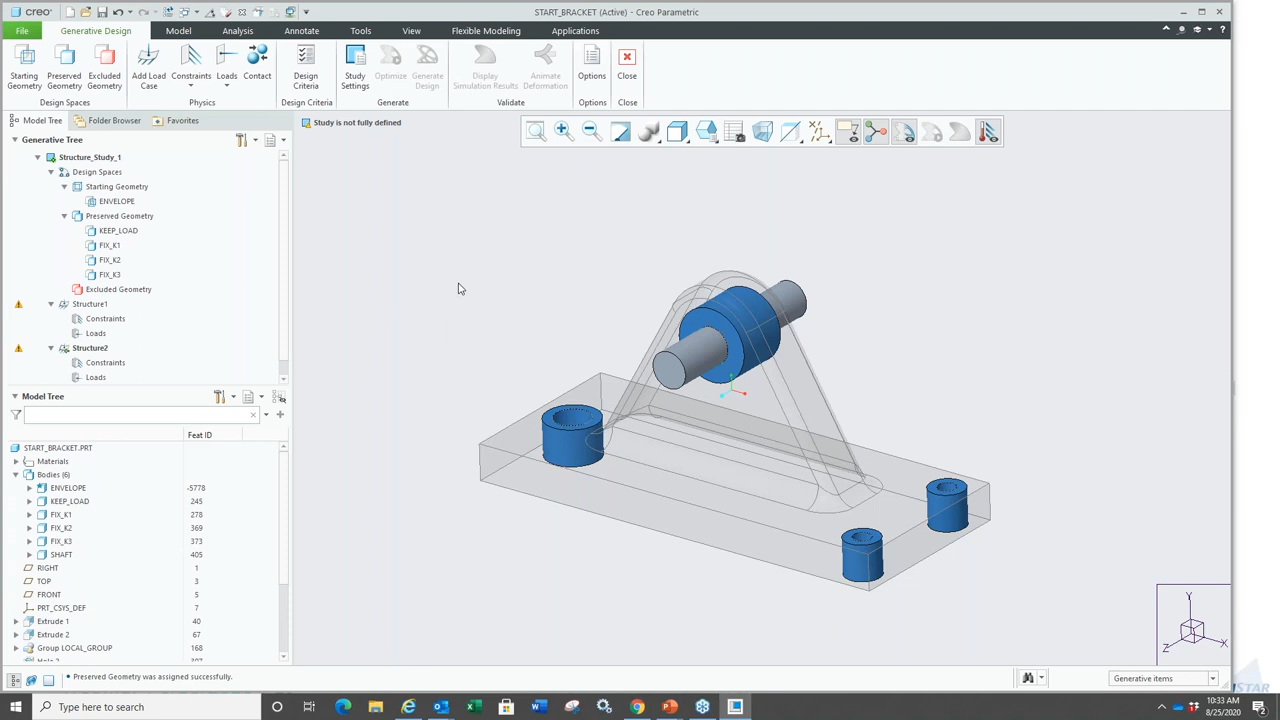 creo
START_BRACKET (Active) - Creo Parametric
File
Generative Design
Model
Analysis
Annotate
Tools
View
Flexible Modeling
Applications
Starting
Geometry
Preserved
Geometry
Excluded
Geometry
Add Load
Case
Constraints
Loads
Contact
Design
Criteria
Study
Settings
Optimize
Generate
Design
Display
Simulation Results
Animate
Deformation
Options
Close
Design Spaces
Physics
Design Criteria
Generate
Validate
Options
Close
Model Tree
Folder Browser
Favorites
Study is not fully defined
Generative Tree
Structure_Study_1
Design Spaces
Starting Geometry
ENVELOPE
Preserved Geometry
KEEP_LOAD
FIX_K1
FIX_K2
FIX_K3
Excluded Geometry
Structure1
Constraints
Loads
Structure2
Constraints
Loads
Model Tree
Feat ID
START_BRACKET.PRT
Materials
Bodies (6)
ENVELOPE -5778
KEEP_LOAD 245
FIX_K1 278
FIX_K2 369
FIX_K3 373
SHAFT 405
RIGHT 1
TOP 3
FRONT 5
PRT_CSYS_DEF 7
Extrude 1 40
Extrude 2 67
Group LOCAL_GROUP 168
Y
Z
X
Preserved Geometry was assigned successfully.
Generative items
Type here to search
10:33 AM
8/25/2020